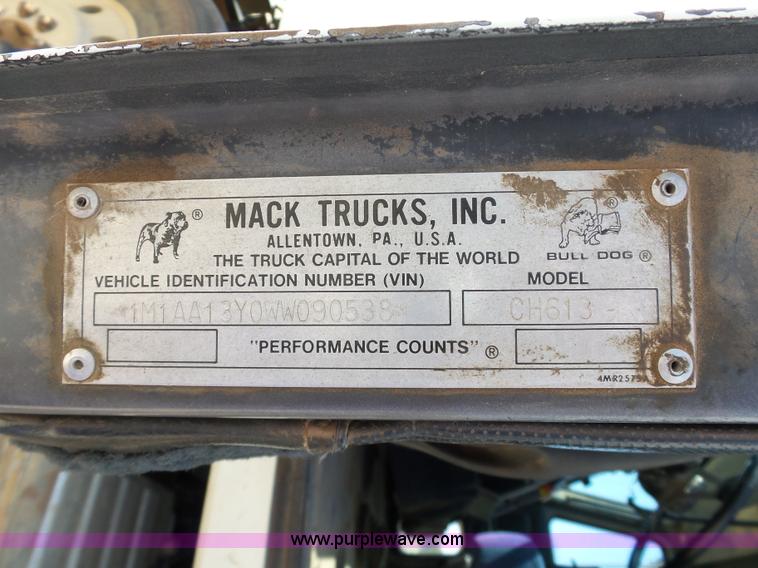 ® MACK TRUCKS, INC. ®
ALLENTOWN, PA., U.S.A.
THE TRUCK CAPITAL OF THE WORLD BULL DOG ®
VEHICLE IDENTIFICATION NUMBER (VIN) MODEL
1M1AA13Y0WW090538 CH613
"PERFORMANCE COUNTS" ®
www.purplewave.com